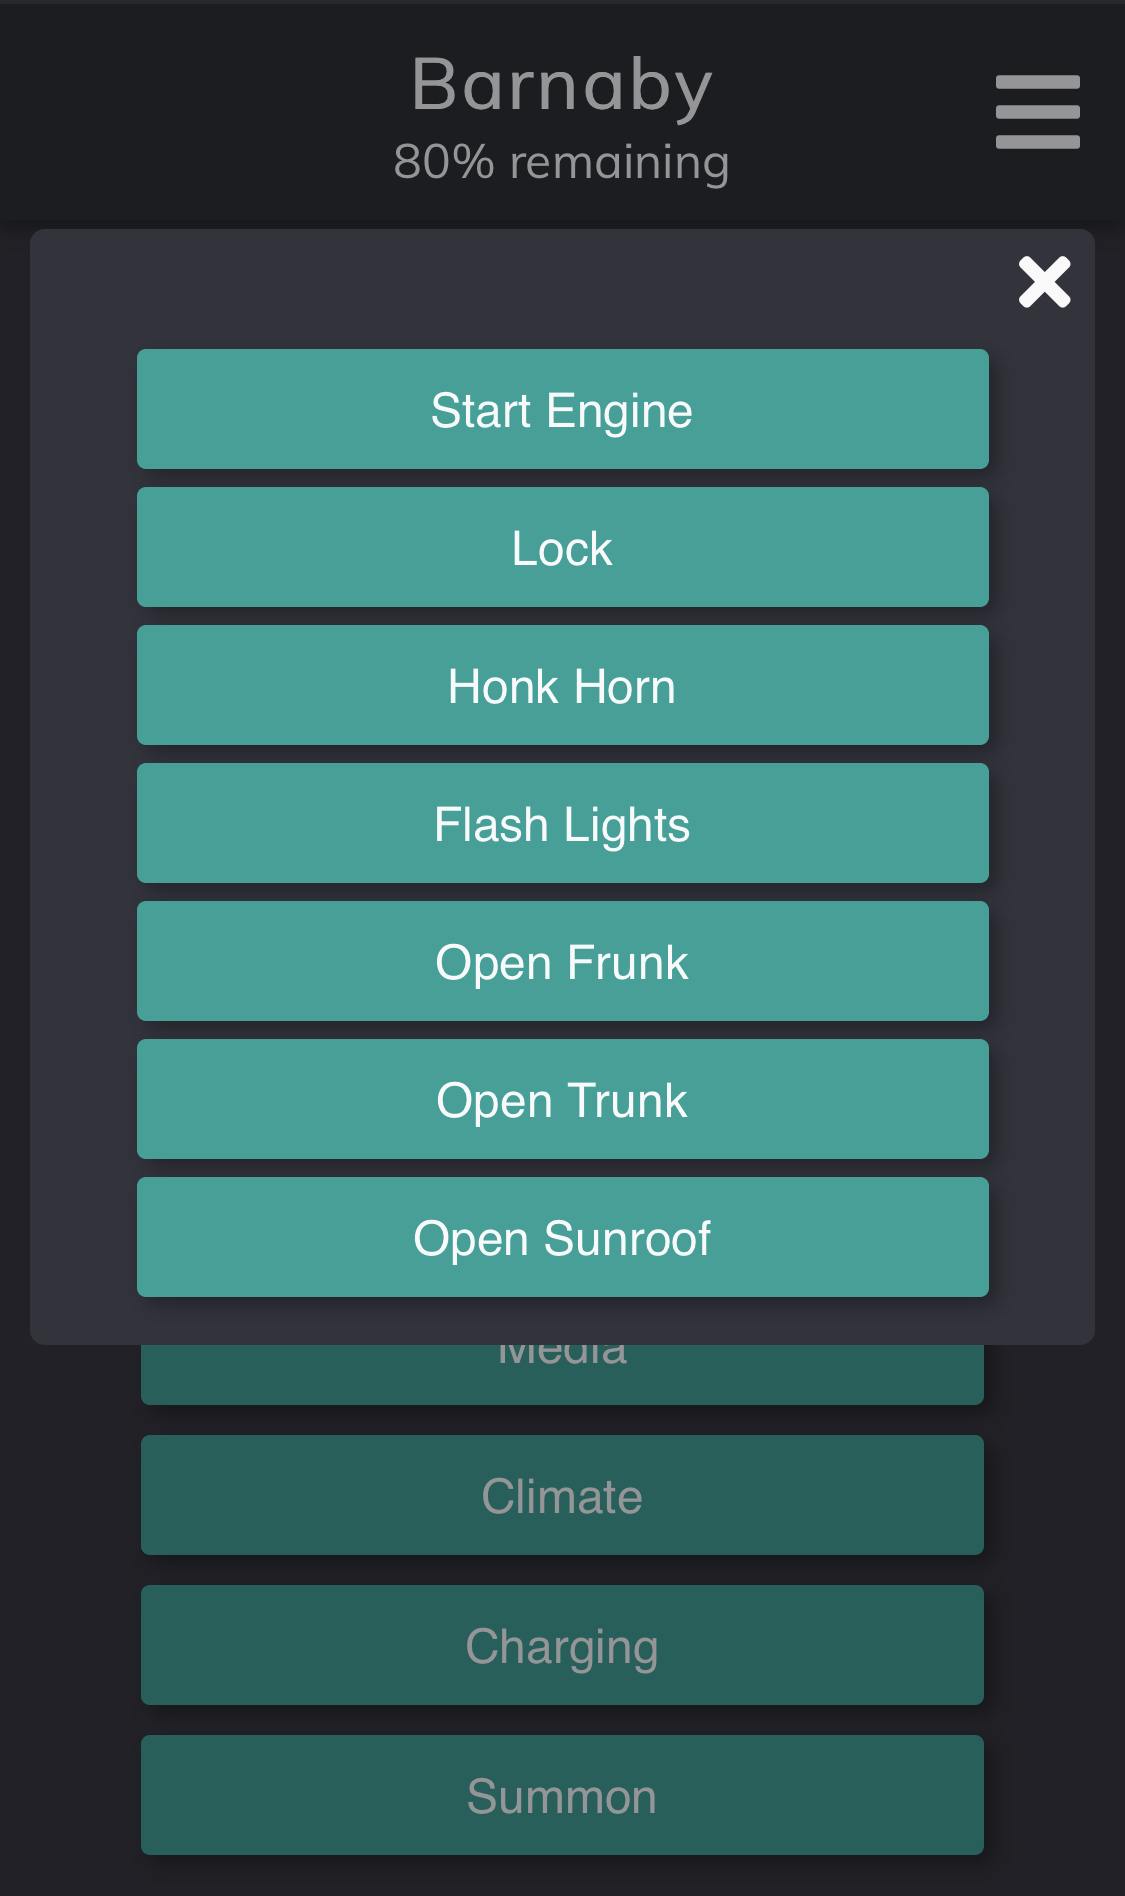 Barnaby
80% remaining
Start Engine
Lock
Honk Horn
Flash Lights
Open Frunk
Open Trunk
Open Sunroof
Media
Climate
Charging
Summon